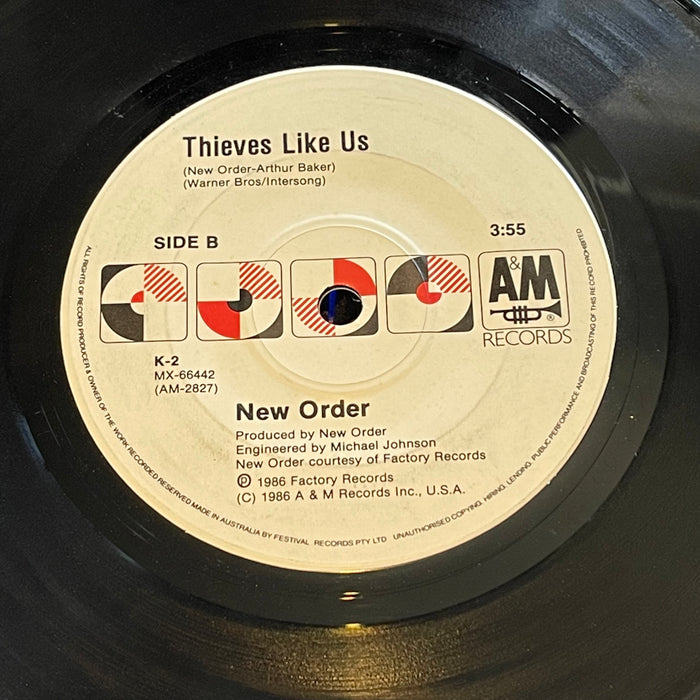 Thieves Like Us
(New Order-Arthur Baker)
(Warner Bros/Intersong)
SIDE B
3:55
A&M
®
RECORDS
K-2
MX-66442
(AM-2827)
New Order
Produced by New Order
Engineered by Michael Johnson
New Order courtesy of Factory Records
℗ 1986 Factory Records
(C) 1986 A & M Records Inc., U.S.A.
ALL RIGHTS OF RECORD PRODUCER & OWNER OF THE WORK RECORDED RESERVED MADE IN AUSTRALIA BY FESTIVAL RECORDS PTY LTD UNAUTHORISED COPYING, HIRING, LENDING, PUBLIC PERFORMANCE AND BROADCASTING OF THIS RECORD PROHIBITED